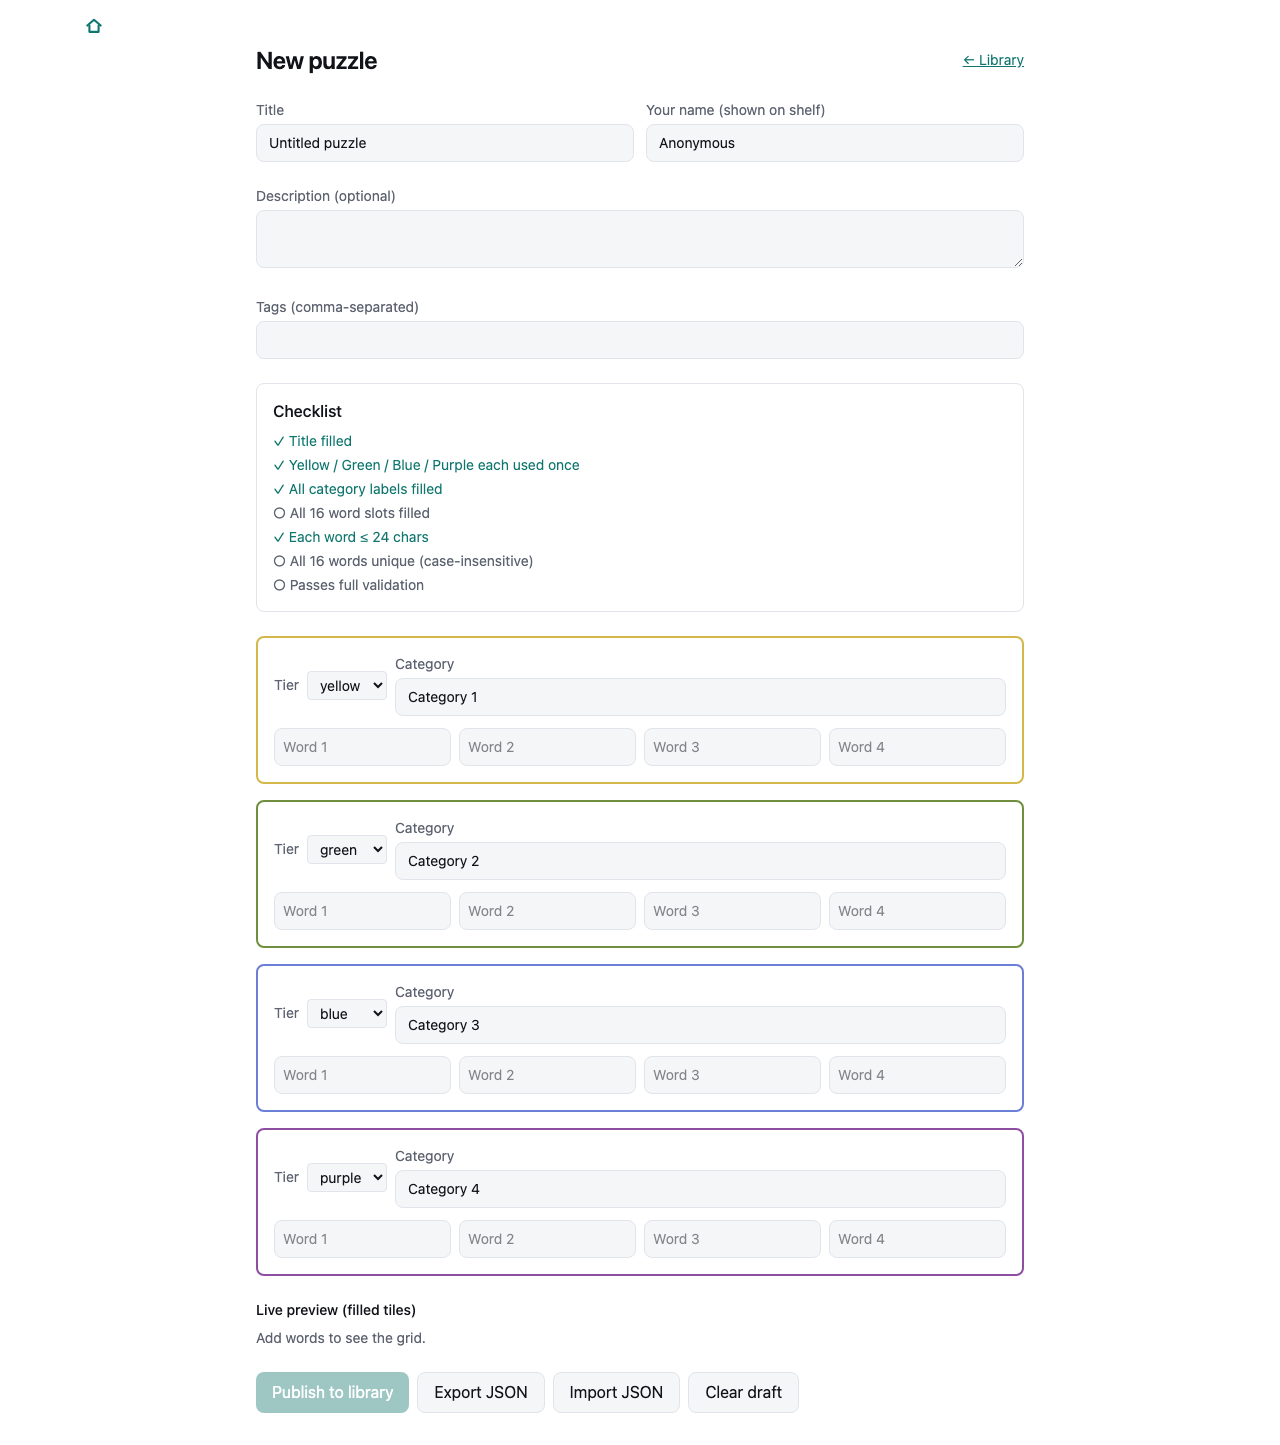 New puzzle
← Library
Title
Your name (shown on shelf)
Untitled puzzle
Anonymous
Description (optional)
Tags (comma-separated)
Checklist
✓ Title filled
✓ Yellow / Green / Blue / Purple each used once
✓ All category labels filled
○ All 16 word slots filled
✓ Each word ≤ 24 chars
○ All 16 words unique (case-insensitive)
○ Passes full validation
Category
Tier yellow
Category 1
Word 1 Word 2 Word 3 Word 4
Category
Tier green
Category 2
Word 1 Word 2 Word 3 Word 4
Category
Tier blue
Category 3
Word 1 Word 2 Word 3 Word 4
Category
Tier purple
Category 4
Word 1 Word 2 Word 3 Word 4
Live preview (filled tiles)
Add words to see the grid.
Publish to library Export JSON Import JSON Clear draft